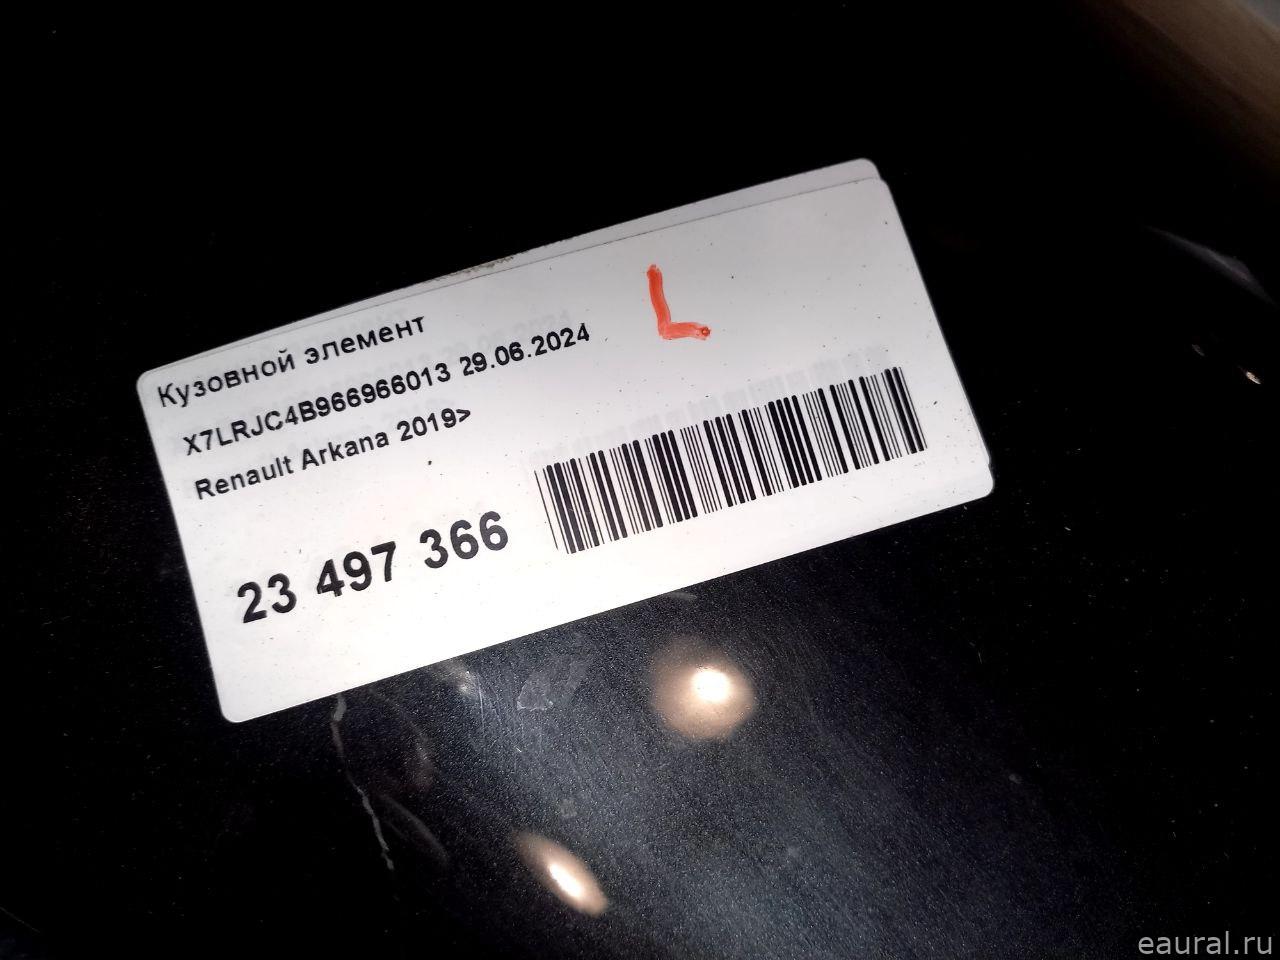 L
Кузовной элемент
X7LRJC4B966966013 29.06.2024
Renault Arkana 2019>
23 497 366
eaural.ru